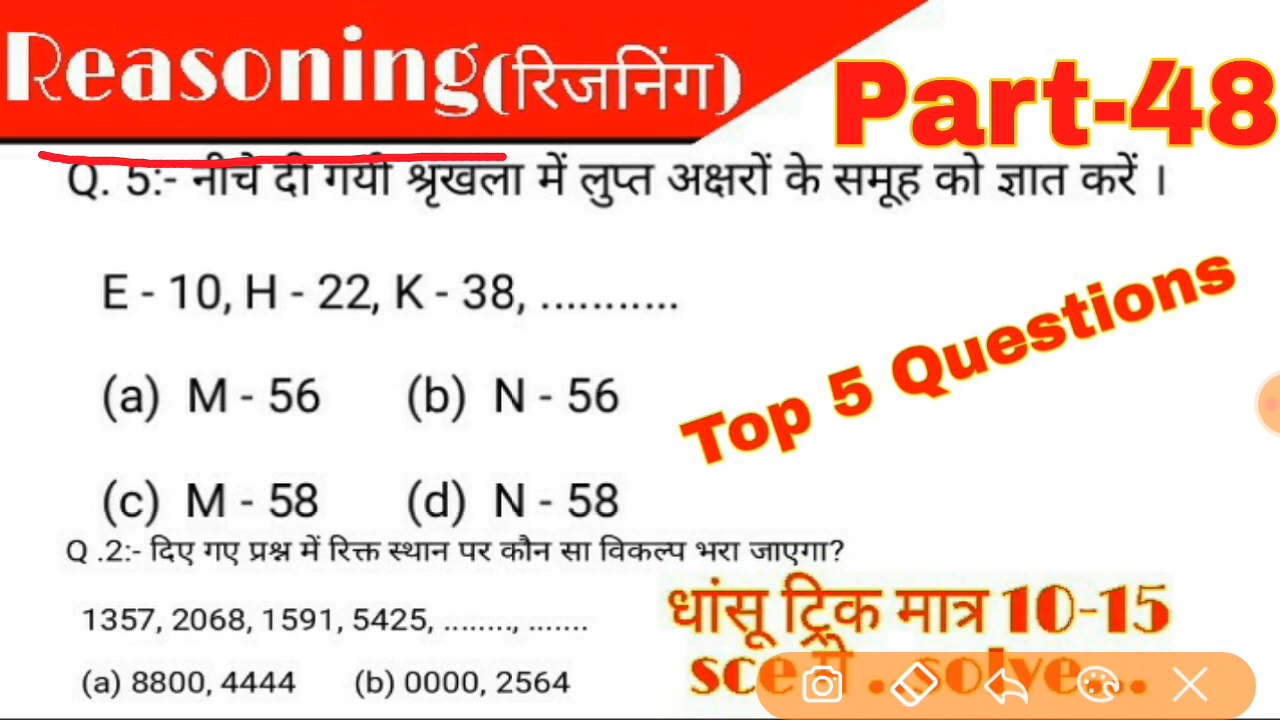 Reasoning(रिजनिंग)
Part-48
Q. 5:- नीचे दी गयी श्रृखला में लुप्त अक्षरों के समूह को ज्ञात करें ।
E - 10, H - 22, K - 38, ...........
(a) M - 56 (b) N - 56
(c) M - 58 (d) N - 58
Top 5 Questions
Q .2:- दिए गए प्रश्न में रिक्त स्थान पर कौन सा विकल्प भरा जाएगा?
1357, 2068, 1591, 5425, ........, .......
(a) 8800, 4444 (b) 0000, 2564
धांसू ट्रिक मात्र 10-15
sce में ...solve...